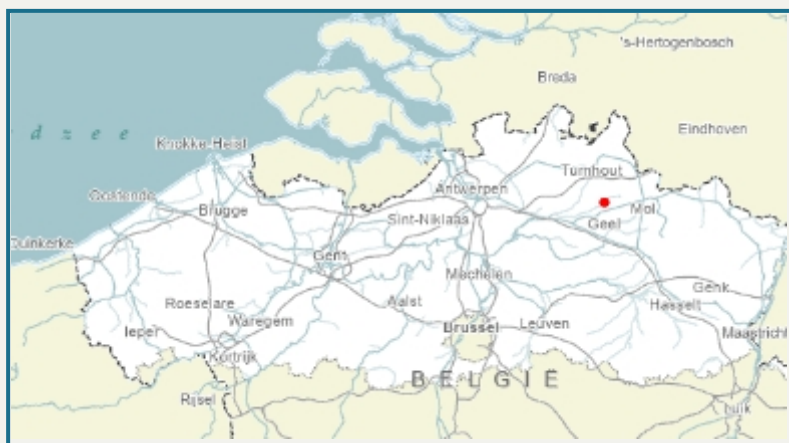 's-Hertogenbosch
Breda
Eindhoven
d z e e
Knokke-Heist
Turnhout
Oostende
Antwerpen
Brugge
Sint-Niklaas
Mol
Geel
Duinkerke
Gent
Mechelen
Genk
Roeselare
Aalst
Hasselt
Waregem
Brussel
Leuven
Ieper
Maastricht
Kortrijk
BELGIË
Rijsel
Luik